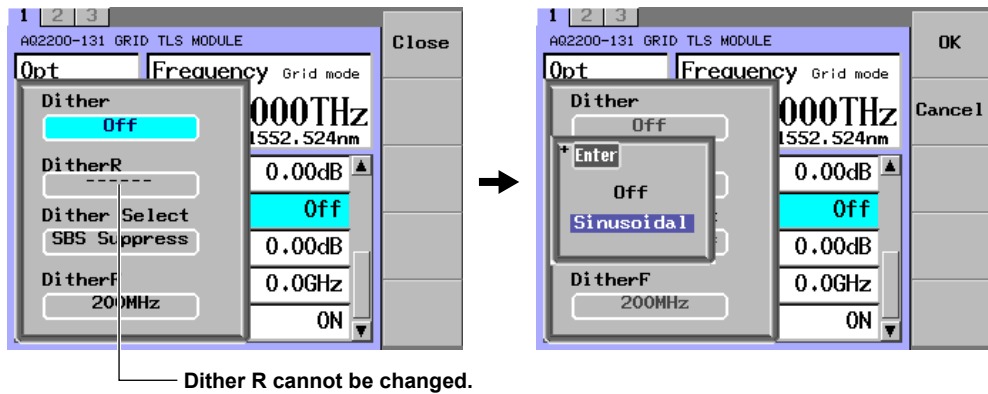 1 2 3
AQ2200-131 GRID TLS MODULE
Close
Opt
Frequency Grid mode
Dither
Off
000THz
1552.524nm
DitherR
------
0.00dB
Dither Select
Off
SBS Suppress
0.00dB
DitherF
200MHz
0.0GHz
ON
Dither R cannot be changed.
1 2 3
AQ2200-131 GRID TLS MODULE
OK
Opt
Frequency Grid mode
Cancel
Dither
Off
000THz
1552.524nm
Enter
0.00dB
Off
Sinusoidal
Off
0.00dB
DitherF
200MHz
0.0GHz
ON